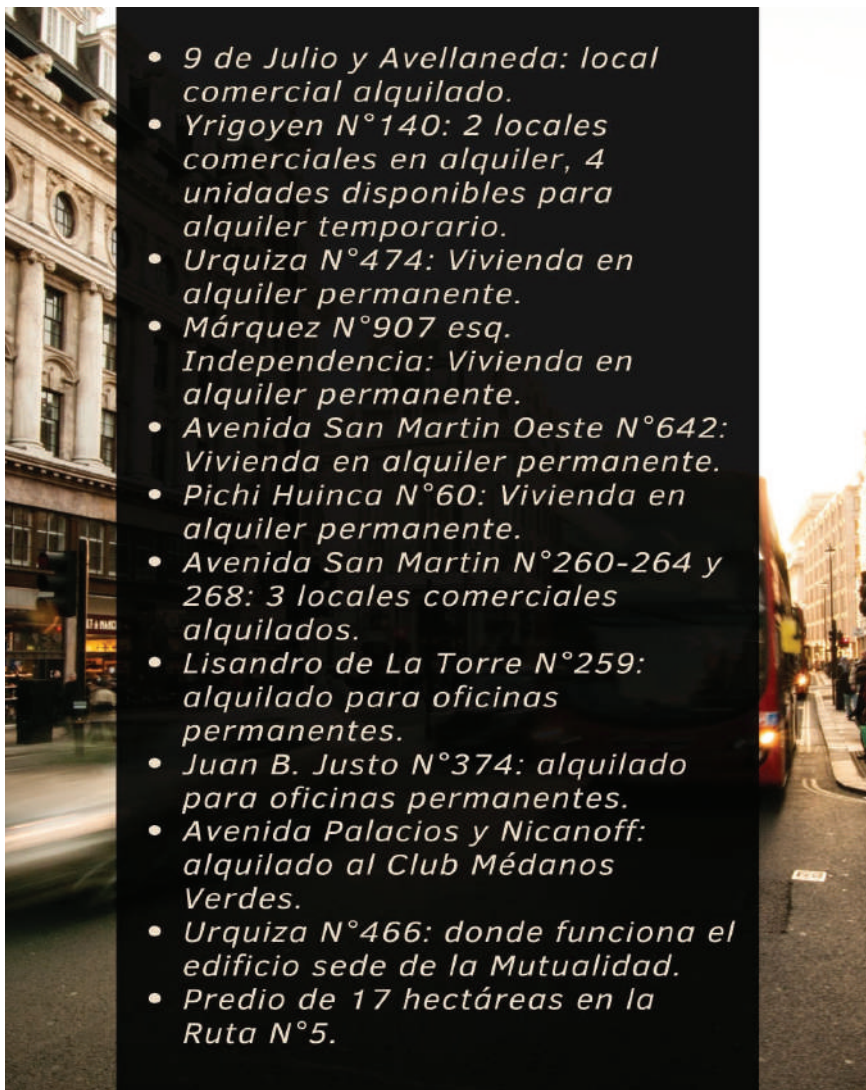 • 9 de Julio y Avellaneda: local
comercial alquilado.
• Yrigoyen N°140: 2 locales
comerciales en alquiler, 4
unidades disponibles para
alquiler temporario.
• Urquiza N°474: Vivienda en
alquiler permanente.
• Márquez N°907 esq.
Independencia: Vivienda en
alquiler permanente.
• Avenida San Martin Oeste N°642:
Vivienda en alquiler permanente.
• Pichi Huinca N°60: Vivienda en
alquiler permanente.
• Avenida San Martin N°260-264 y
268: 3 locales comerciales
alquilados.
• Lisandro de La Torre N°259:
alquilado para oficinas
permanentes.
• Juan B. Justo N°374: alquilado
para oficinas permanentes.
• Avenida Palacios y Nicanoff:
alquilado al Club Médanos
Verdes.
• Urquiza N°466: donde funciona el
edificio sede de la Mutualidad.
• Predio de 17 hectáreas en la
Ruta N°5.